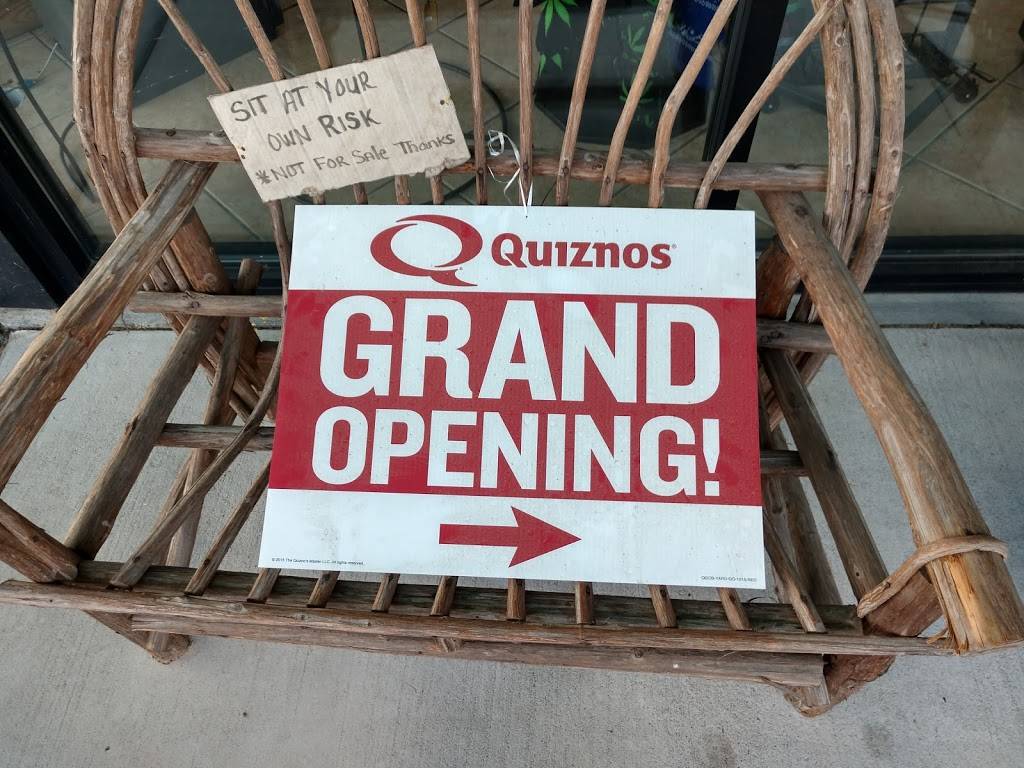 SIT AT YOUR
OWN RISK
*NOT FOR SALE Thanks
QUIZNOS
GRAND
OPENING!